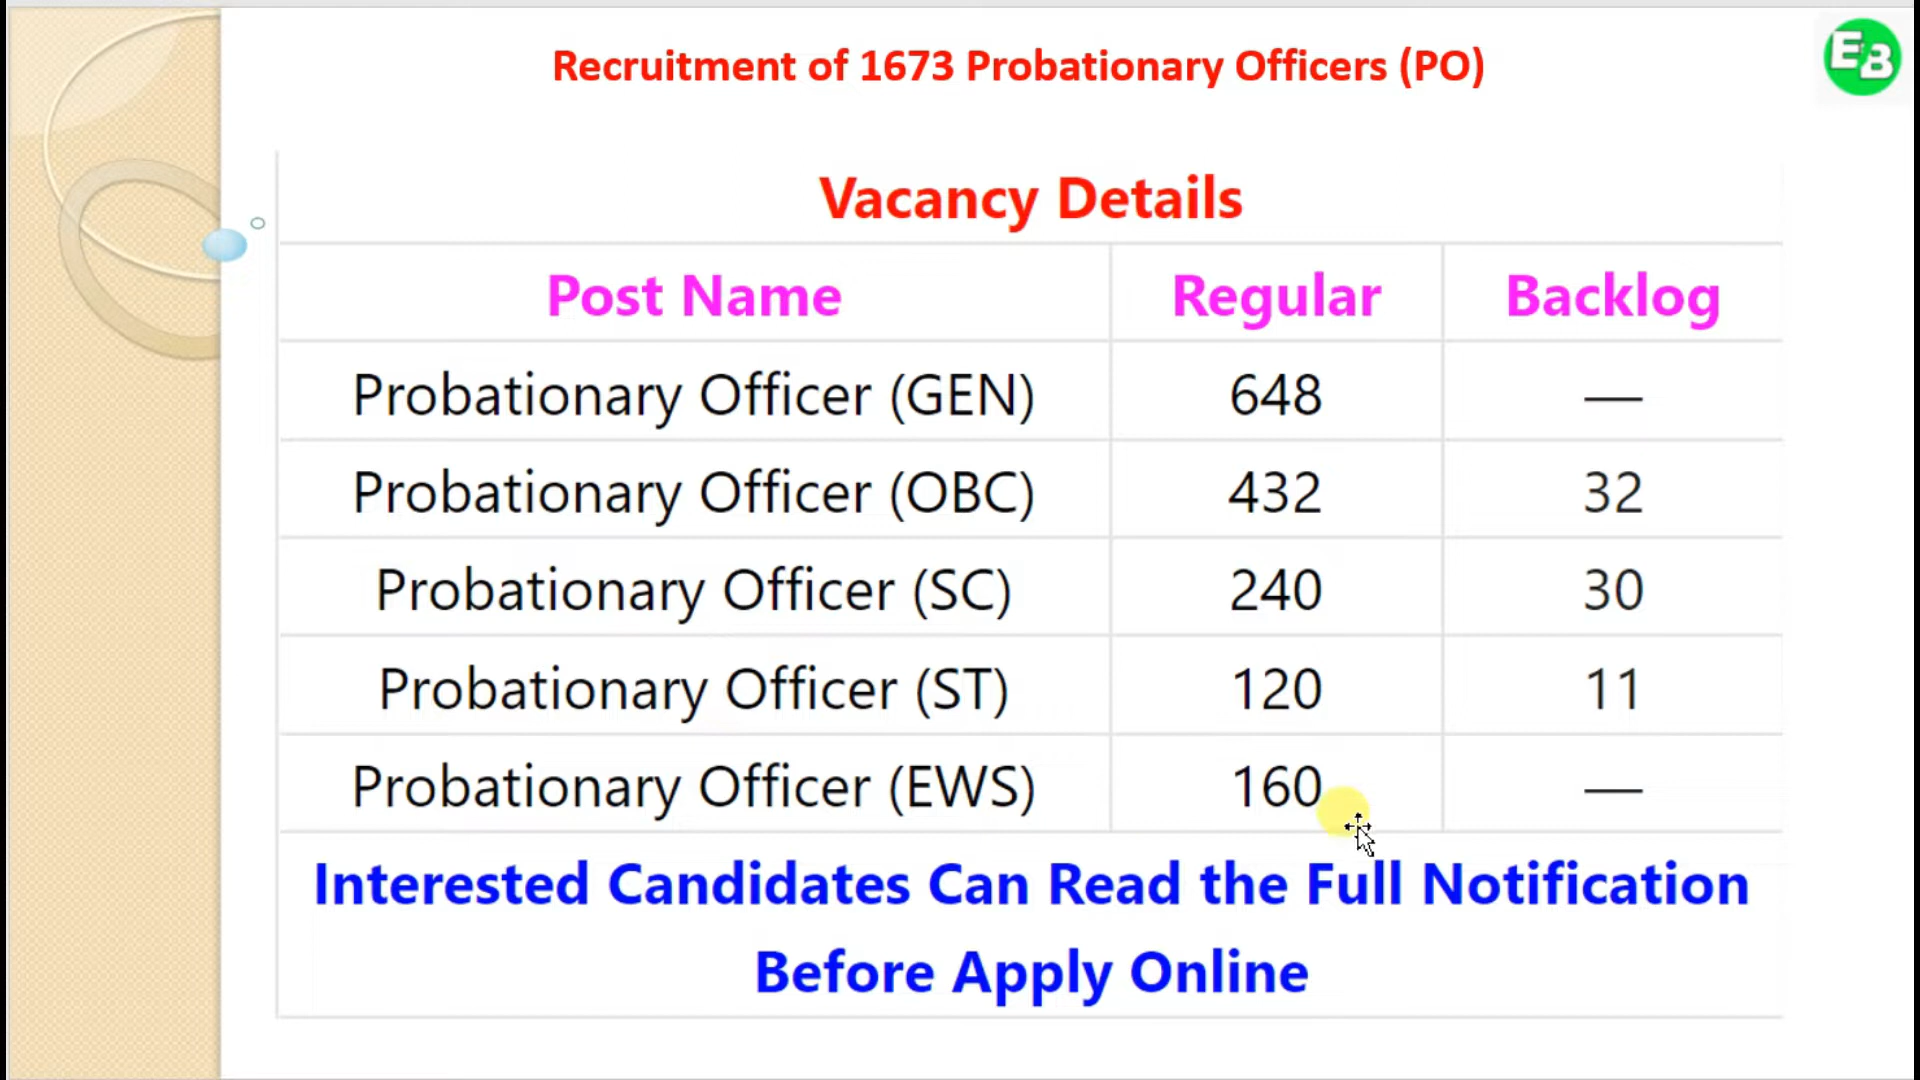 Recruitment of 1673 Probationary Officers (PO)
EB
Vacancy Details
Post Name Regular Backlog
Probationary Officer (GEN) 648 —
Probationary Officer (OBC) 432 32
Probationary Officer (SC) 240 30
Probationary Officer (ST) 120 11
Probationary Officer (EWS) 160 —
Interested Candidates Can Read the Full Notification
Before Apply Online